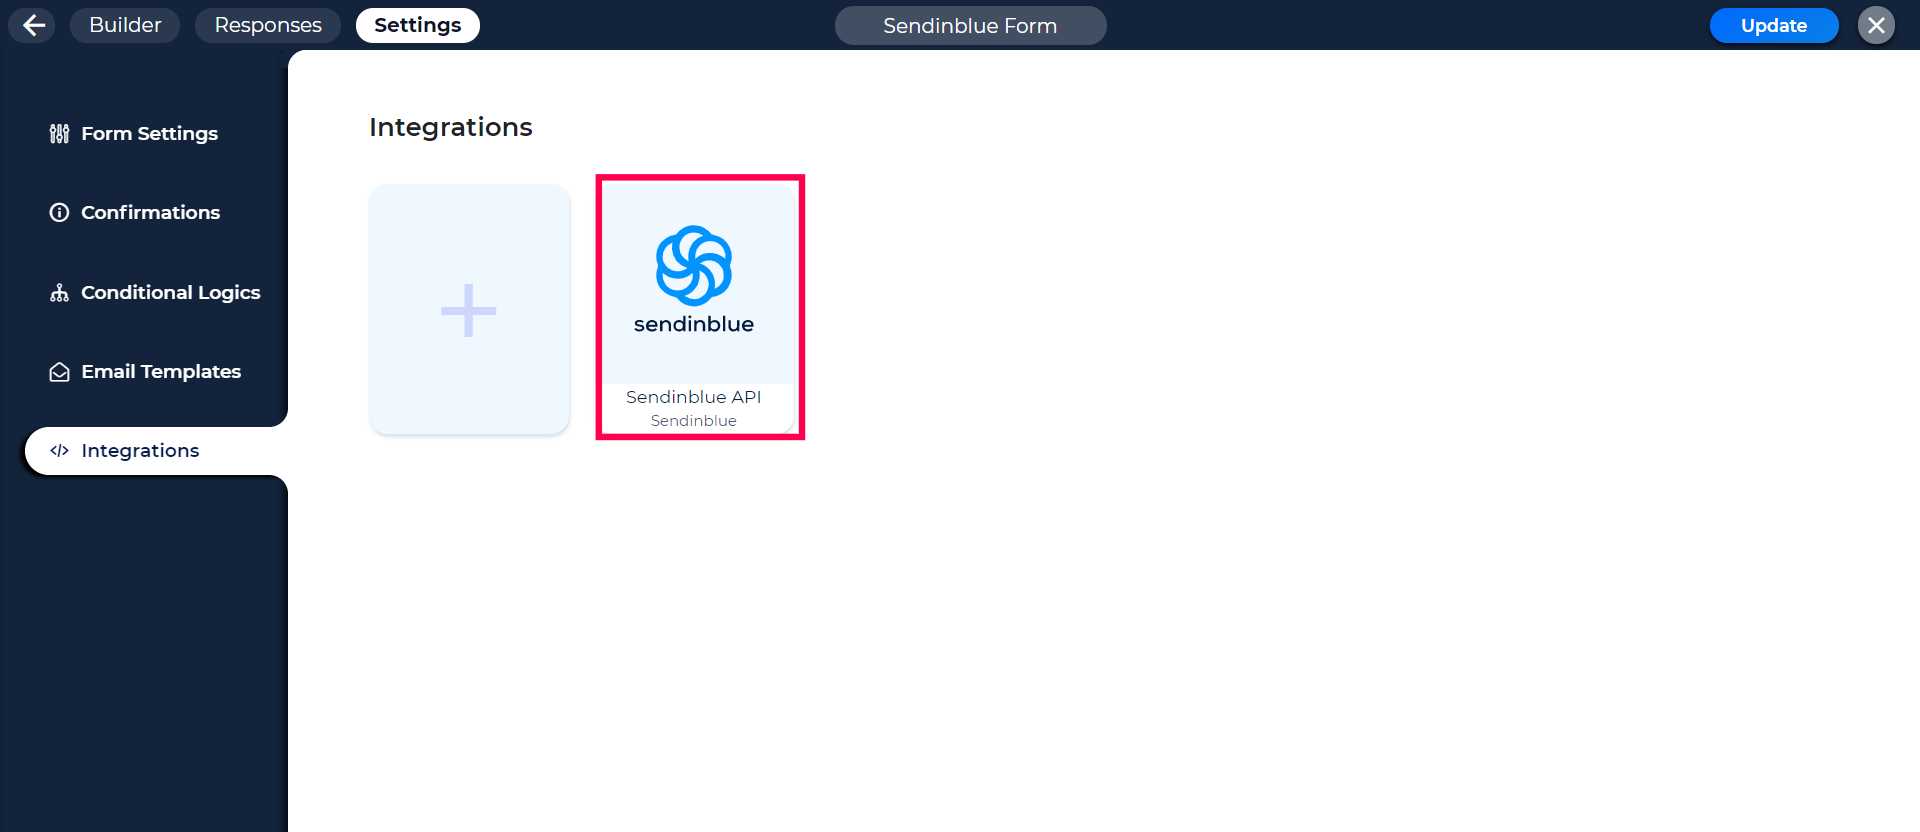 Builder
Responses
Settings
Sendinblue Form
Update
Form Settings
Confirmations
Conditional Logics
Email Templates
Integrations
Integrations
sendinblue
Sendinblue API
Sendinblue